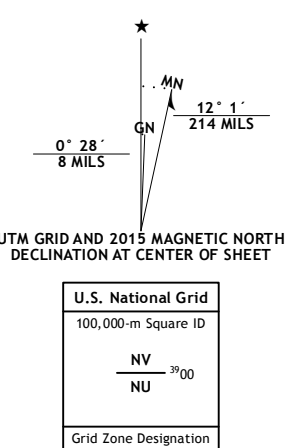 ★
MN
GN
12° 1´
214 MILS
0° 28´
8 MILS
UTM GRID AND 2015 MAGNETIC NORTH
DECLINATION AT CENTER OF SHEET
U.S. National Grid
100,000-m Square ID
NV
3900
NU
Grid Zone Designation